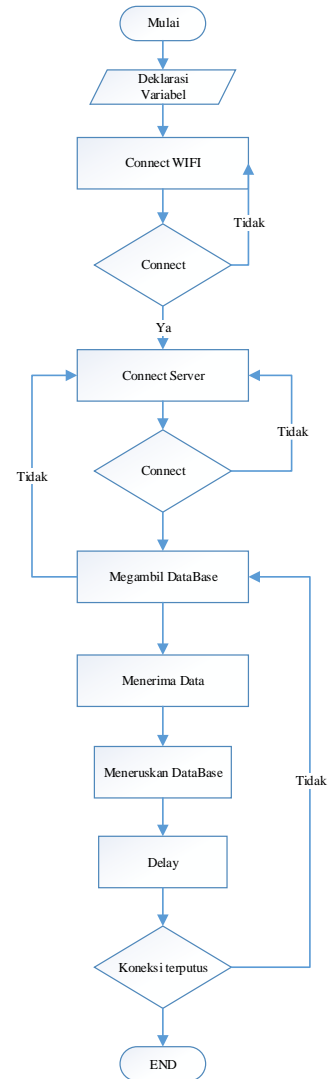 Mulai
Deklarasi
Variabel
Connect WIFI
Tidak
Connect
Ya
Connect Server
Tidak
Connect
Tidak
Megambil DataBase
Menerima Data
Meneruskan DataBase
Tidak
Delay
Koneksi terputus
END